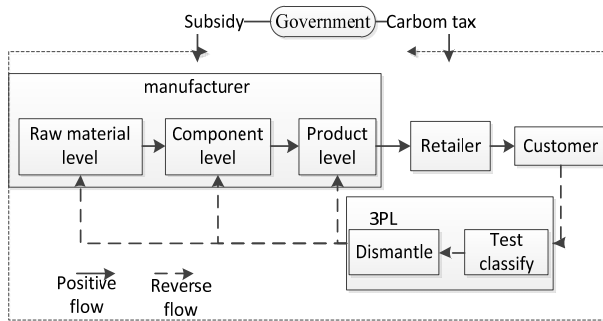 Subsidy
Government
Carbom tax
manufacturer
Raw material
level
Component
level
Product
level
Retailer
Customer
3PL
Dismantle
Test
classify
Positive
flow
Reverse
flow